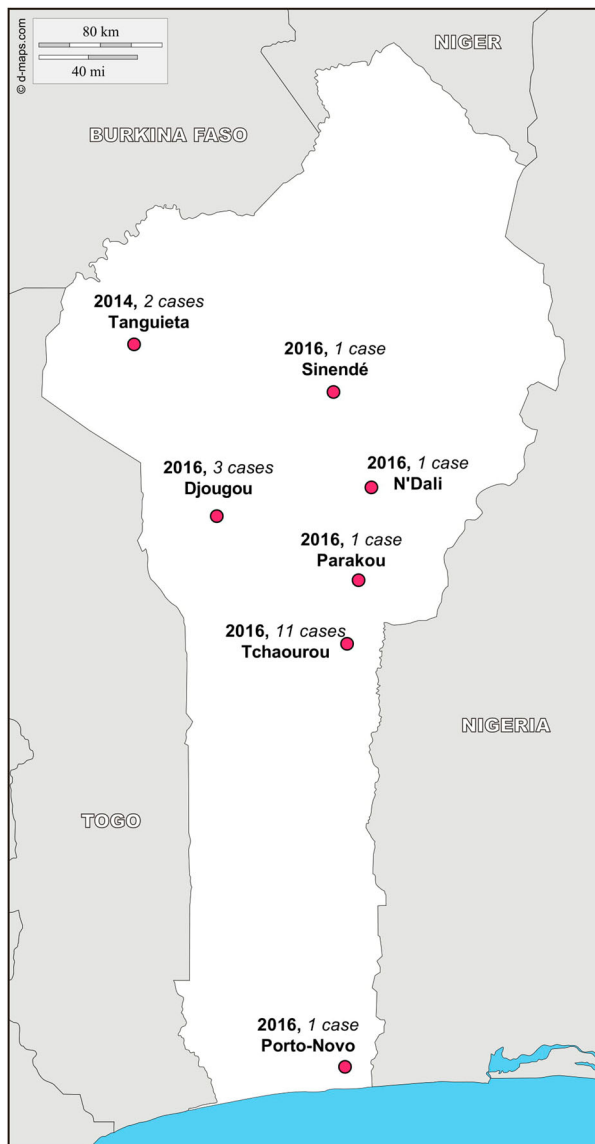 © d-maps.com
80 km
40 mi
NIGER
BURKINA FASO
2014, 2 cases
Tanguieta
2016, 1 case
Sinendé
2016, 3 cases
Djougou
2016, 1 case
N'Dali
2016, 1 case
Parakou
2016, 11 cases
Tchaourou
NIGERIA
TOGO
2016, 1 case
Porto-Novo